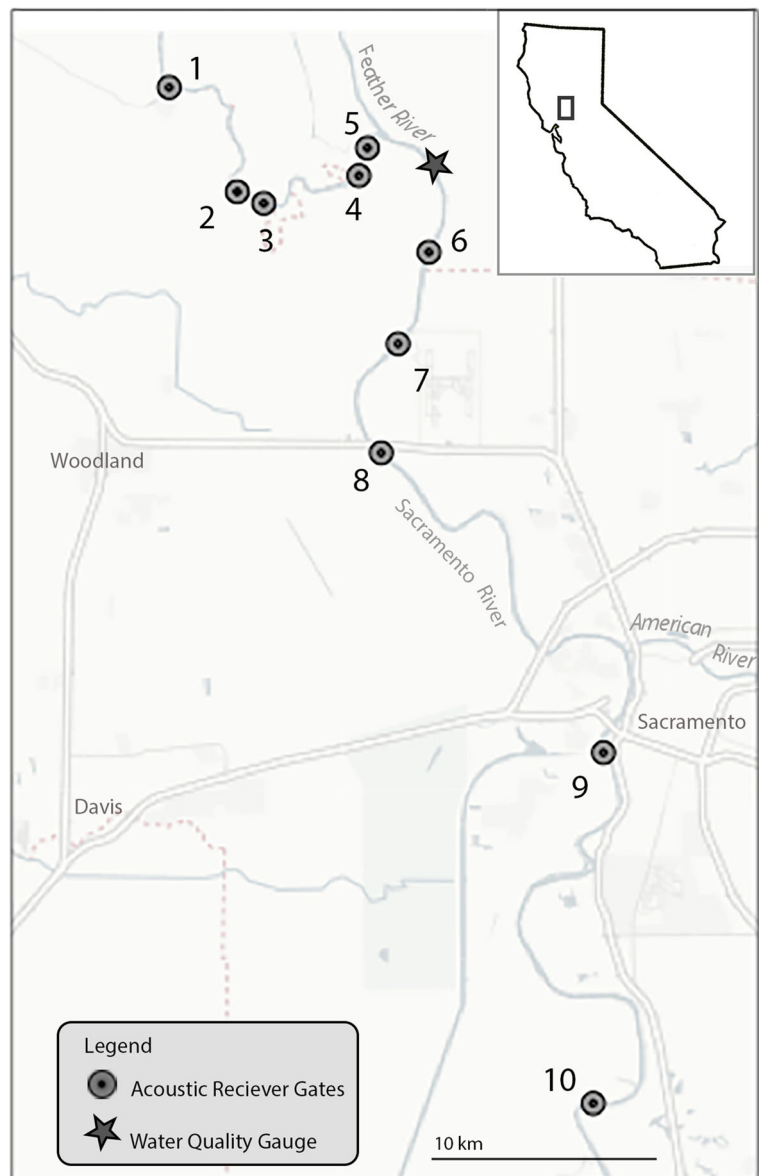 1
Feather River
5
2
3
4
6
7
Woodland
8
Sacramento River
American
River
Sacramento
9
Davis
Legend
Acoustic Reciever Gates
Water Quality Gauge
10
10 km